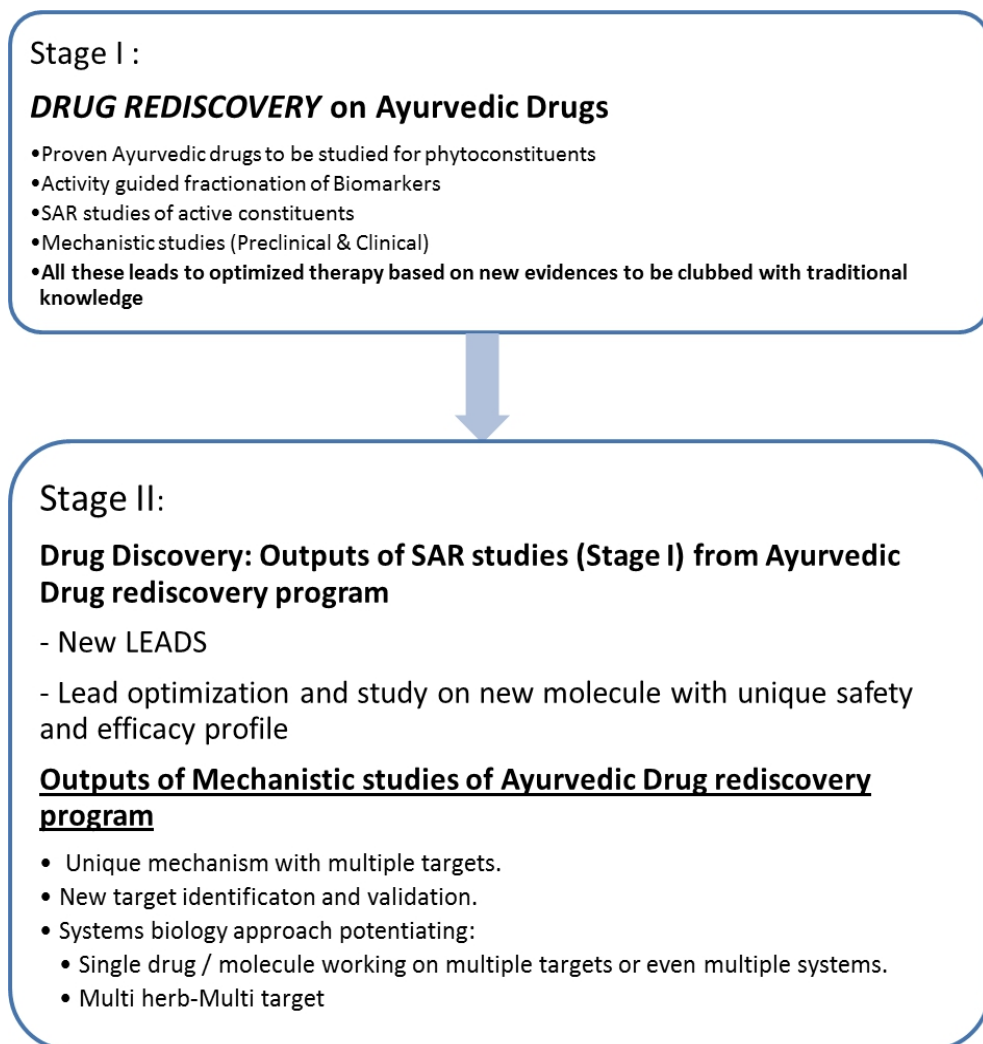 Stage I :
DRUG REDISCOVERY on Ayurvedic Drugs
•Proven Ayurvedic drugs to be studied for phytoconstituents
•Activity guided fractionation of Biomarkers
•SAR studies of active constituents
•Mechanistic studies (Preclinical & Clinical)
•All these leads to optimized therapy based on new evidences to be clubbed with traditional
knowledge
Stage II:
Drug Discovery: Outputs of SAR studies (Stage I) from Ayurvedic
Drug rediscovery program
- New LEADS
- Lead optimization and study on new molecule with unique safety
and efficacy profile
Outputs of Mechanistic studies of Ayurvedic Drug rediscovery
program
• Unique mechanism with multiple targets.
• New target identificaton and validation.
• Systems biology approach potentiating:
• Single drug / molecule working on multiple targets or even multiple systems.
• Multi herb-Multi target